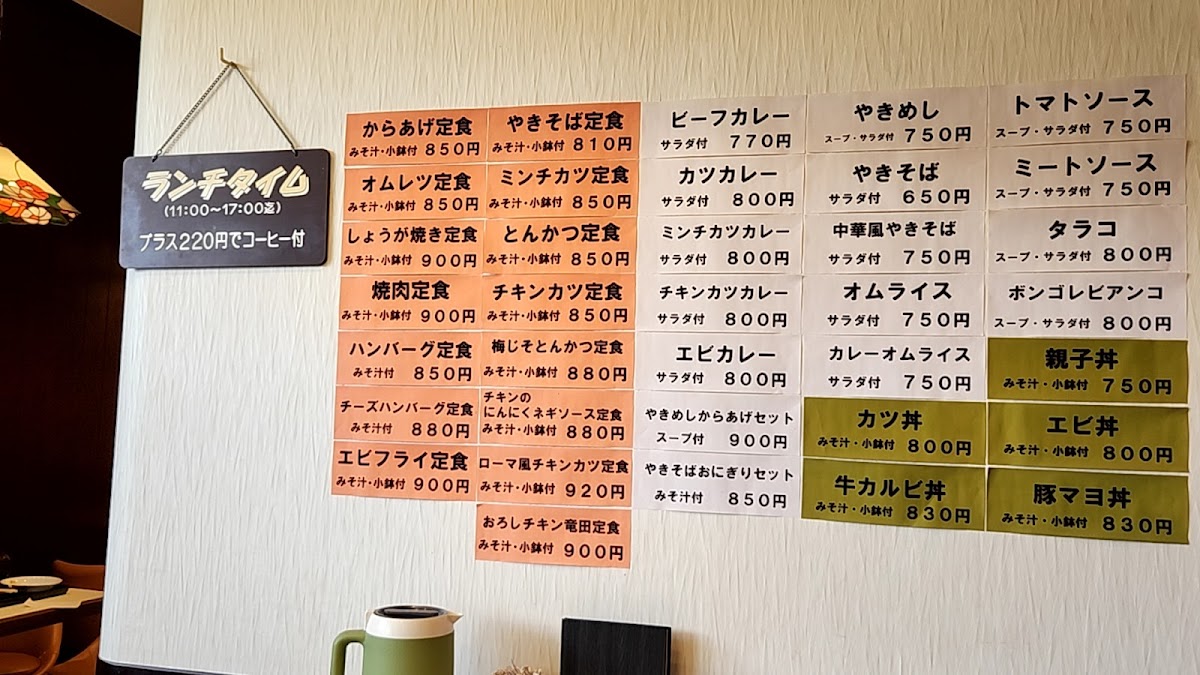 ランチタイム
(11:00〜17:00迄)
プラス220円でコーヒー付
からあげ定食
みそ汁・小鉢付 850円
オムレツ定食
みそ汁・小鉢付 850円
しょうが焼き定食
みそ汁・小鉢付 900円
焼肉定食
みそ汁・小鉢付 900円
ハンバーグ定食
みそ汁付 850円
チーズハンバーグ定食
みそ汁付 880円
エビフライ定食
みそ汁・小鉢付 900円
やきそば定食
みそ汁・小鉢付 810円
ミンチカツ定食
みそ汁・小鉢付 850円
とんかつ定食
みそ汁・小鉢付 850円
チキンカツ定食
みそ汁・小鉢付 850円
梅じそとんかつ定食
みそ汁・小鉢付 880円
チキンの
にんにくネギソース定食
みそ汁・小鉢付 880円
ローマ風チキンカツ定食
みそ汁・小鉢付 920円
おろしチキン竜田定食
みそ汁・小鉢付 900円
ビーフカレー
サラダ付 770円
カツカレー
サラダ付 800円
ミンチカツカレー
サラダ付 800円
チキンカツカレー
サラダ付 800円
エビカレー
サラダ付 800円
やきめしからあげセット
スープ付 900円
やきそばおにぎりセット
みそ汁付 850円
やきめし
スープ・サラダ付 750円
やきそば
サラダ付 650円
中華風やきそば
サラダ付 750円
オムライス
サラダ付 750円
カレーオムライス
サラダ付 750円
カツ丼
みそ汁・小鉢付 800円
牛カルビ丼
みそ汁・小鉢付 830円
トマトソース
スープ・サラダ付 750円
ミートソース
スープ・サラダ付 750円
タラコ
スープ・サラダ付 800円
ボンゴレビアンコ
スープ・サラダ付 800円
親子丼
みそ汁・小鉢付 750円
エビ丼
みそ汁・小鉢付 800円
豚マヨ丼
みそ汁・小鉢付 830円